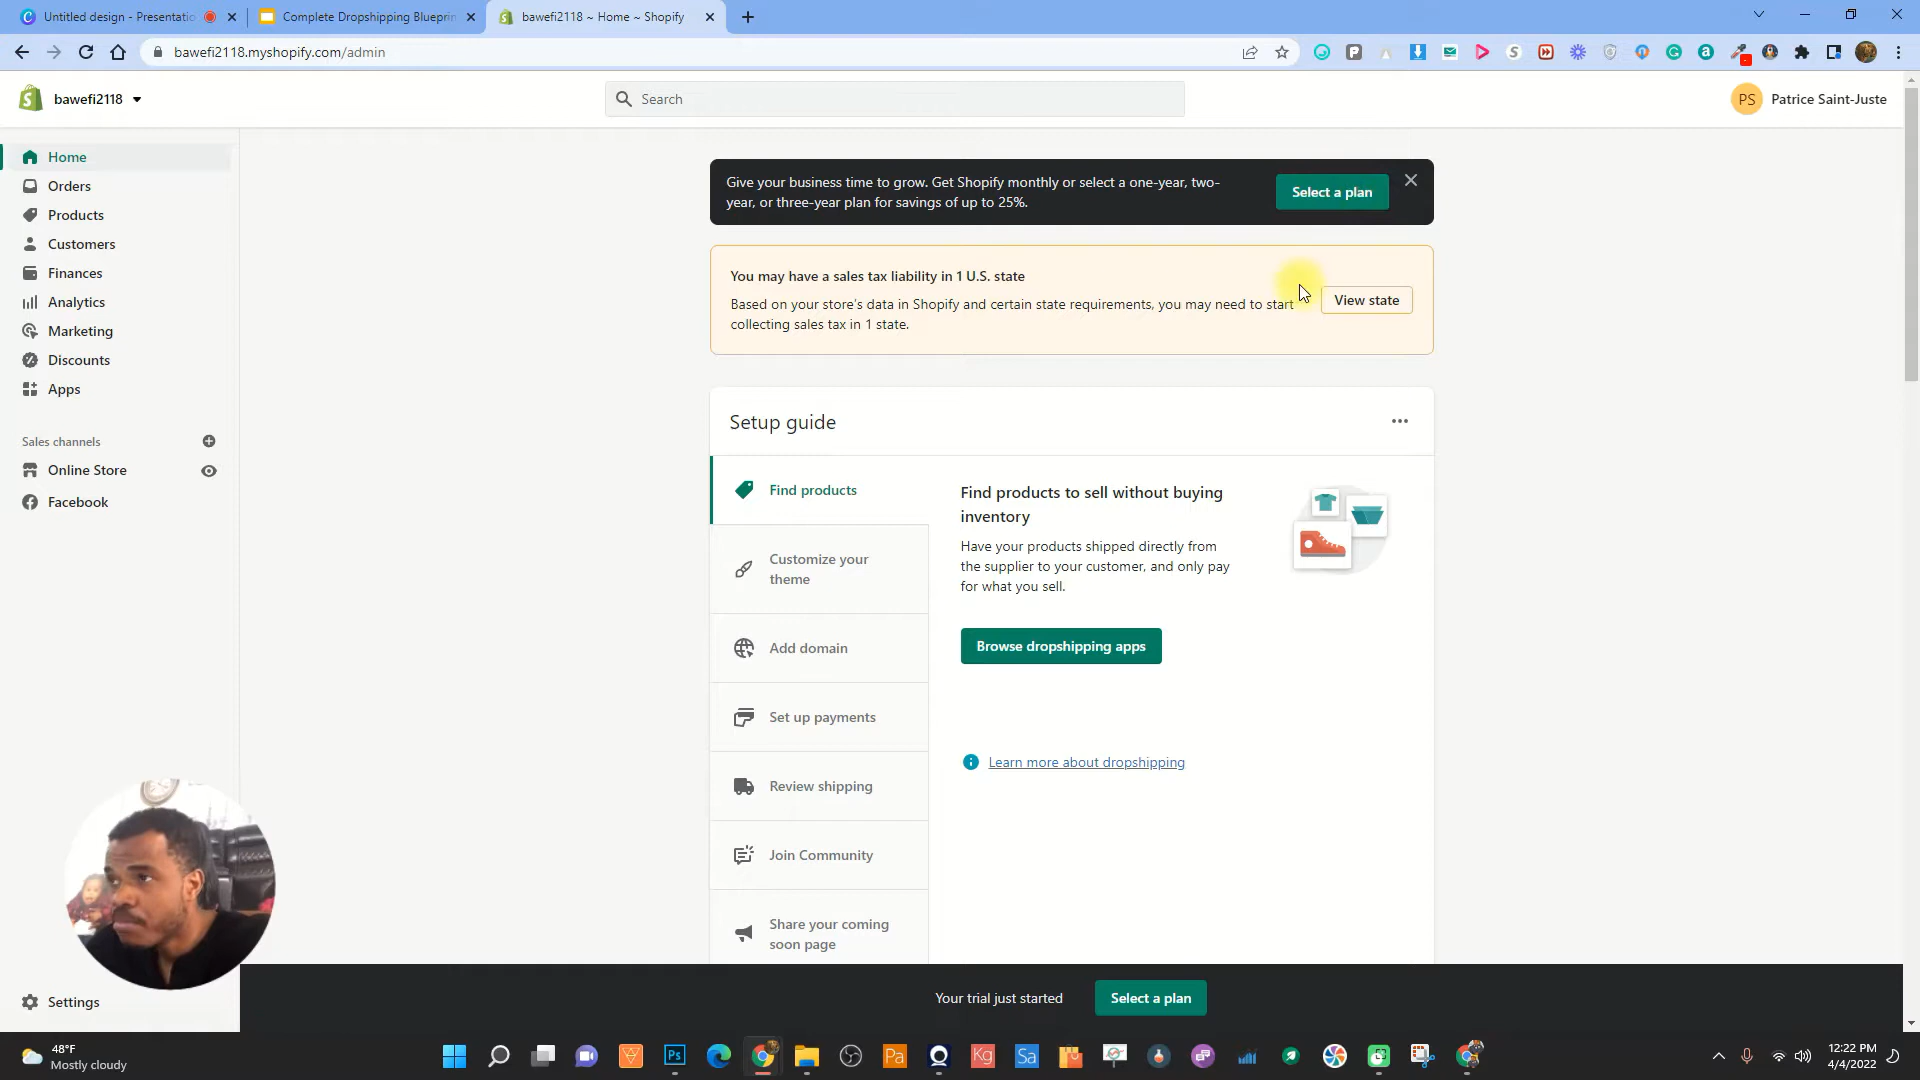 Untitled design - Presentatio
Complete Dropshipping Blueprin
bawefi2118 ~ Home ~ Shopify
bawefi2118.myshopify.com/admin
bawefi2118
Search
PS
Patrice Saint-Juste
Home
Orders
Products
Customers
Finances
Analytics
Marketing
Discounts
Apps
Sales channels
Online Store
Facebook
Settings
Give your business time to grow. Get Shopify monthly or select a one-year, two-
year, or three-year plan for savings of up to 25%.
Select a plan
You may have a sales tax liability in 1 U.S. state
Based on your store's data in Shopify and certain state requirements, you may need to start
collecting sales tax in 1 state.
View state
Setup guide
Find products
Customize your
theme
Add domain
Set up payments
Review shipping
Join Community
Share your coming
soon page
Find products to sell without buying
inventory
Have your products shipped directly from
the supplier to your customer, and only pay
for what you sell.
Browse dropshipping apps
Learn more about dropshipping
Your trial just started
Select a plan
48°F
Mostly cloudy
Ps
Pa
Kg
Sa
12:22 PM
4/4/2022